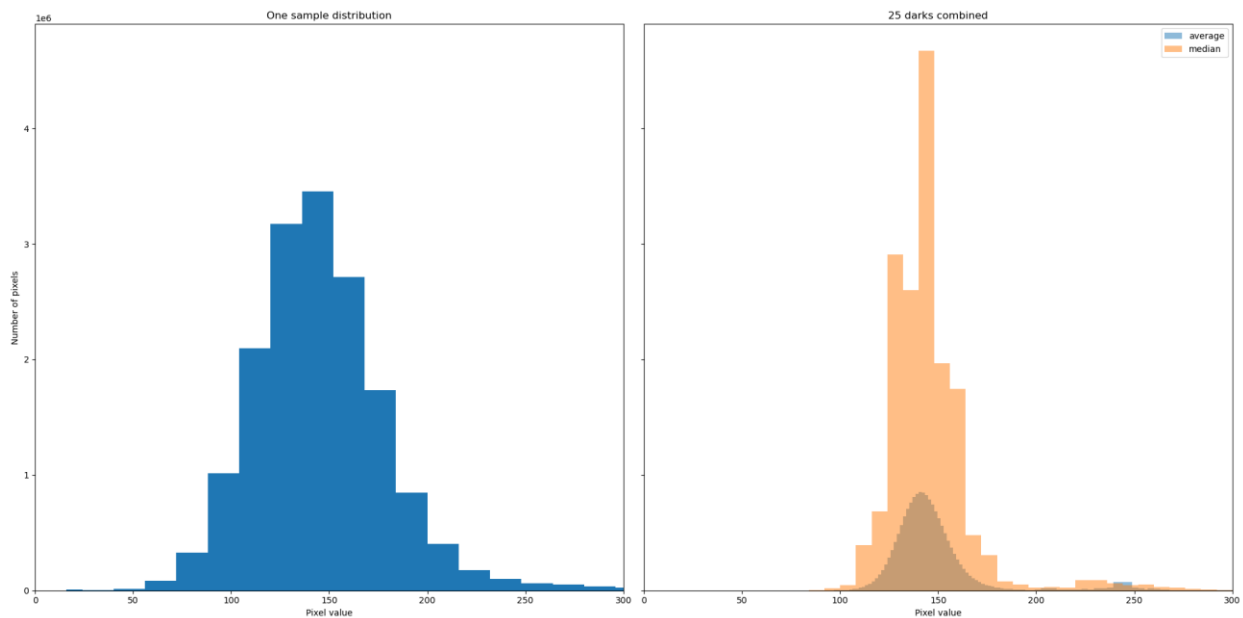 One sample distribution
1e6
4
3
2
1
0
Number of pixels
0 50 100 150 200 250 300
Pixel value
25 darks combined
average
median
0 50 100 150 200 250 300
Pixel value